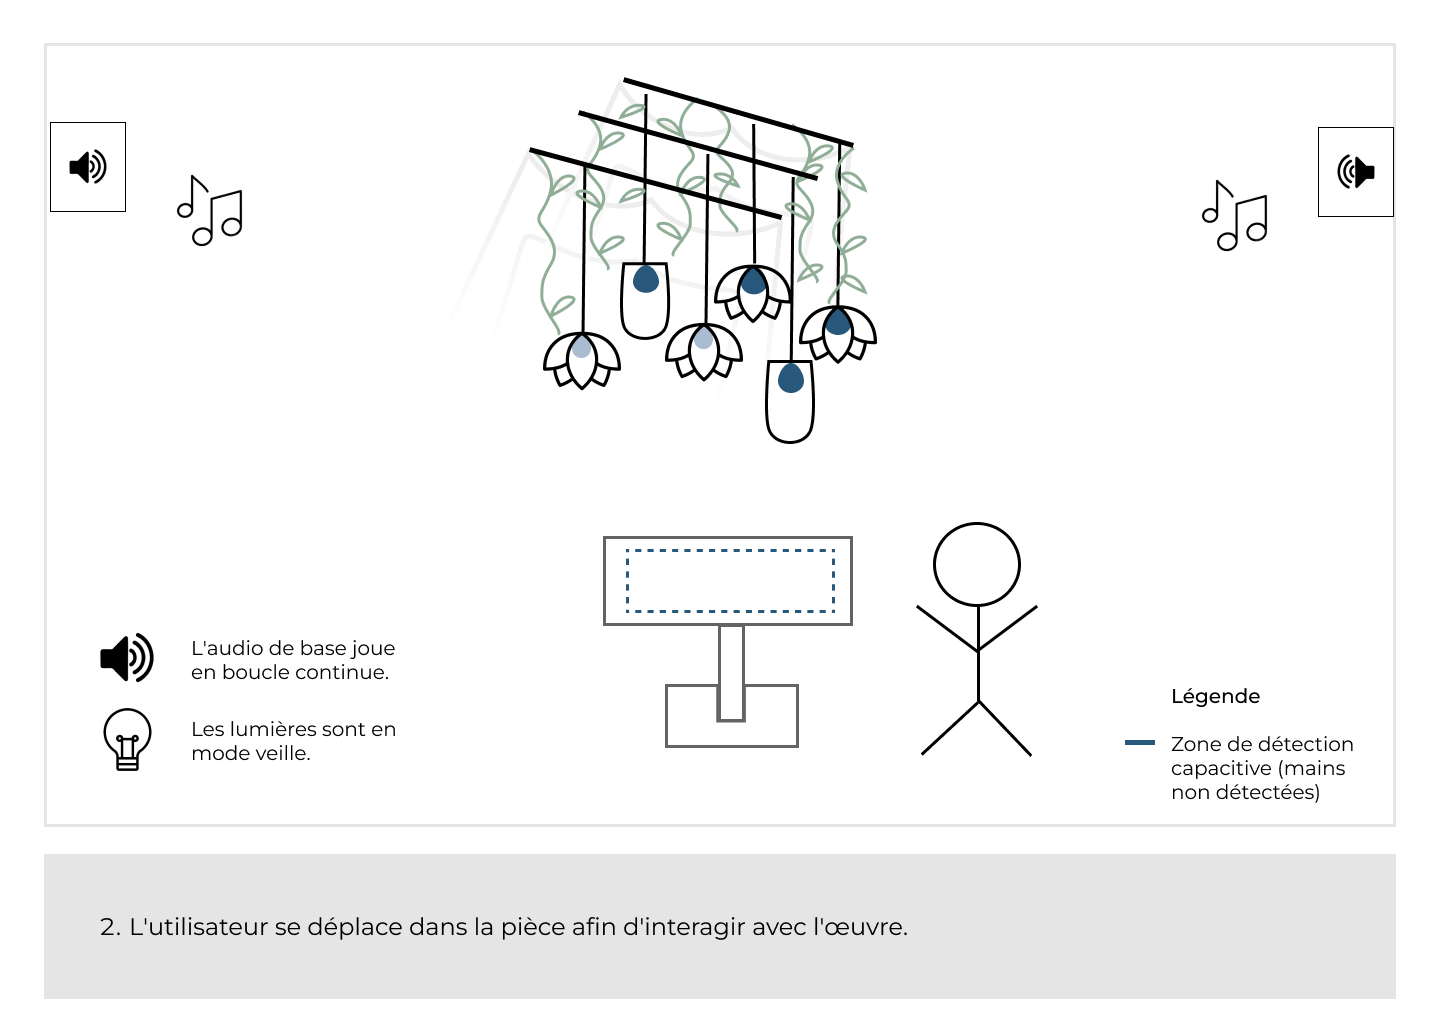 L'audio de base joue
en boucle continue.
Les lumières sont en
mode veille.
Légende
Zone de détection
capacitive (mains
non détectées)
2. L'utilisateur se déplace dans la pièce afin d'interagir avec l'œuvre.